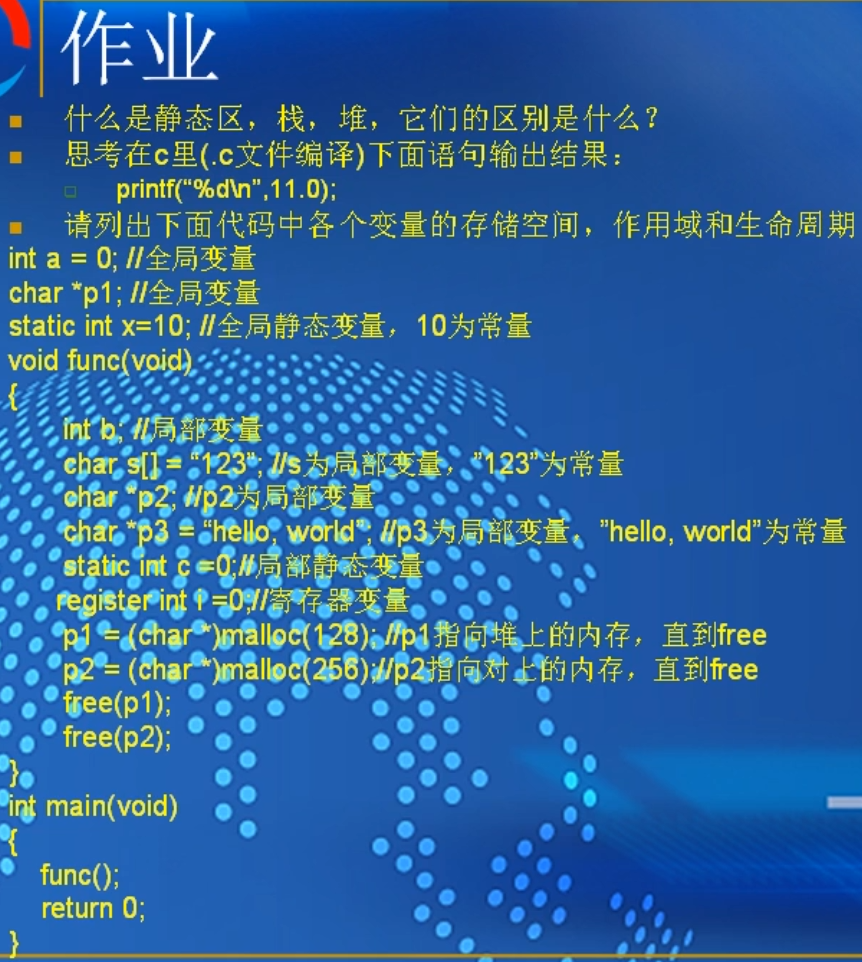 作业
什么是静态区，栈，堆，它们的区别是什么？
思考在c里(.c文件编译)下面语句输出结果：
printf(“%d\n”,11.0);
请列出下面代码中各个变量的存储空间，作用域和生命周期
int a = 0; //全局变量
char *p1; //全局变量
static int x=10; //全局静态变量，10为常量
void func(void)
{
int b; //局部变量
char s[] = “123”; //s为局部变量，”123”为常量
char *p2; //p2为局部变量
char *p3 = “hello, world”; //p3为局部变量，”hello, world”为常量
static int c =0;//局部静态变量
register int i =0;//寄存器变量
p1 = (char *)malloc(128); //p1指向堆上的内存，直到free
p2 = (char *)malloc(256);//p2指向对上的内存，直到free
free(p1);
free(p2);
}
int main(void)
{
func();
return 0;
}